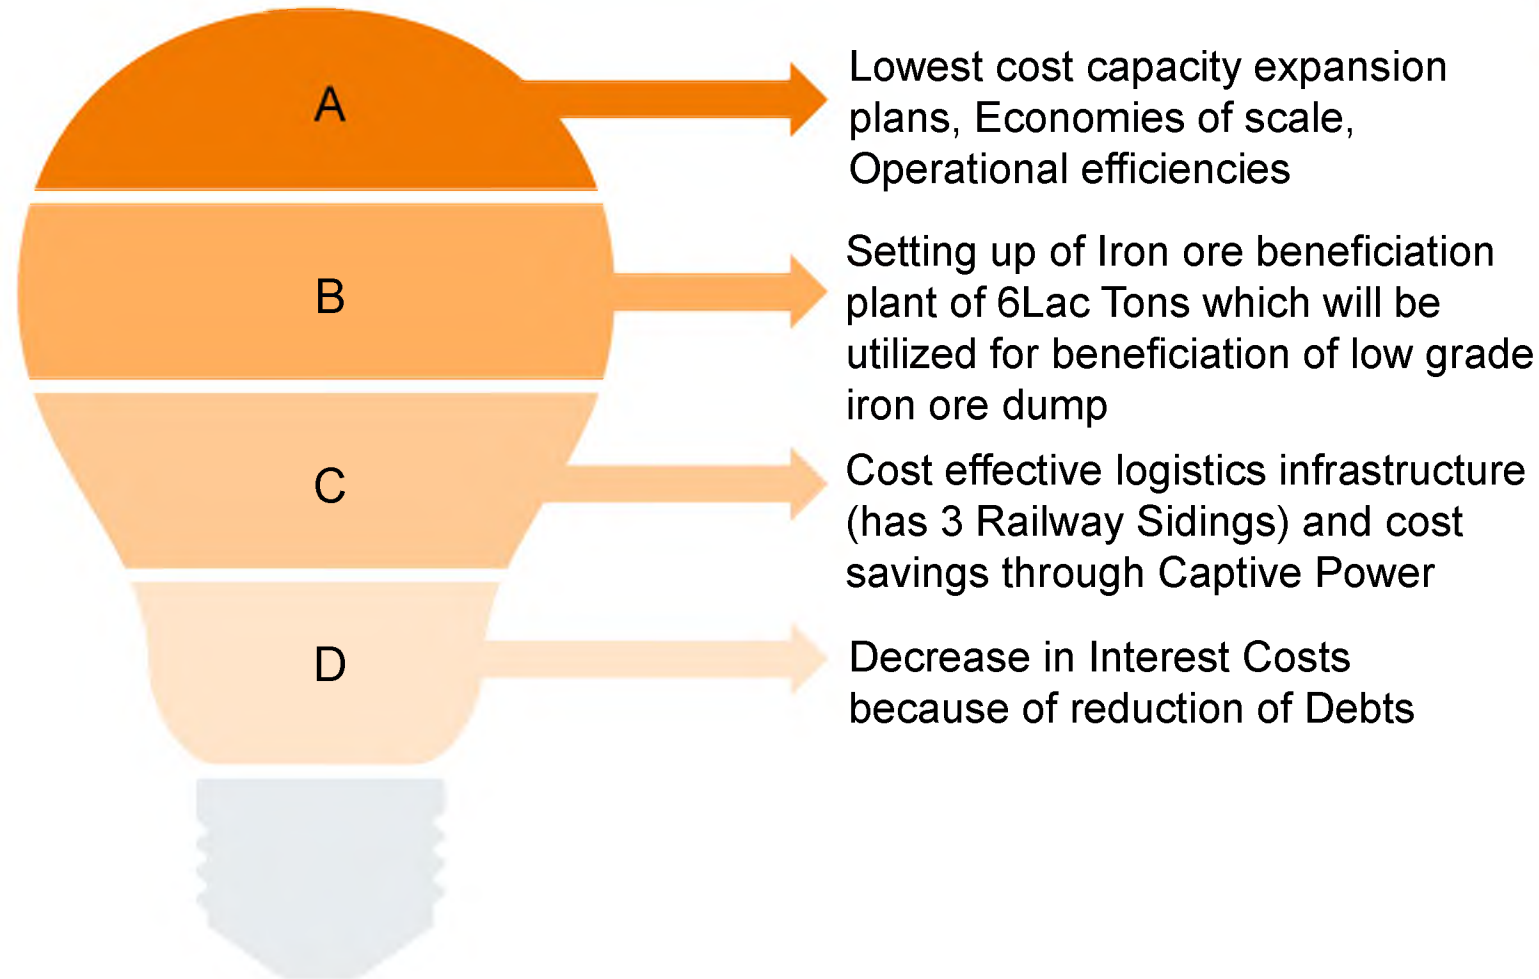 A
Lowest cost capacity expansion
plans, Economies of scale,
Operational efficiencies
B
Setting up of Iron ore beneficiation
plant of 6Lac Tons which will be
utilized for beneficiation of low grade
iron ore dump
C
Cost effective logistics infrastructure
(has 3 Railway Sidings) and cost
savings through Captive Power
D
Decrease in Interest Costs
because of reduction of Debts